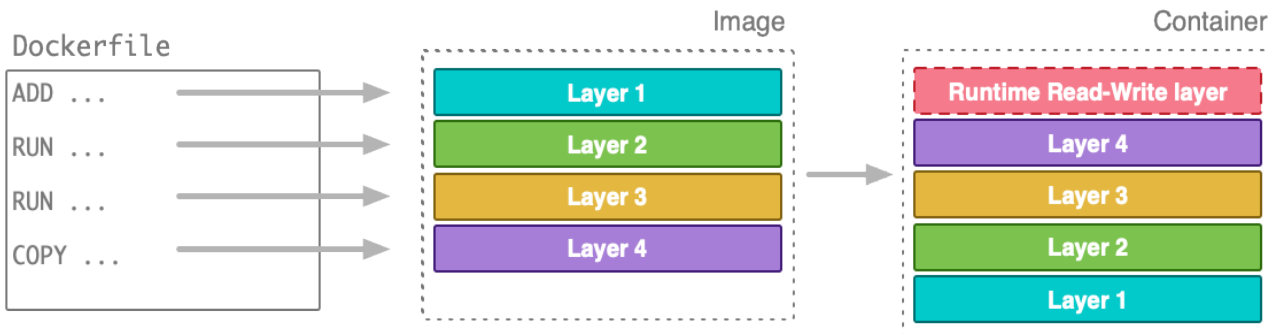 Dockerfile
ADD ...
RUN ...
RUN ...
COPY ...
Image
Layer 1
Layer 2
Layer 3
Layer 4
Container
Runtime Read-Write layer
Layer 4
Layer 3
Layer 2
Layer 1